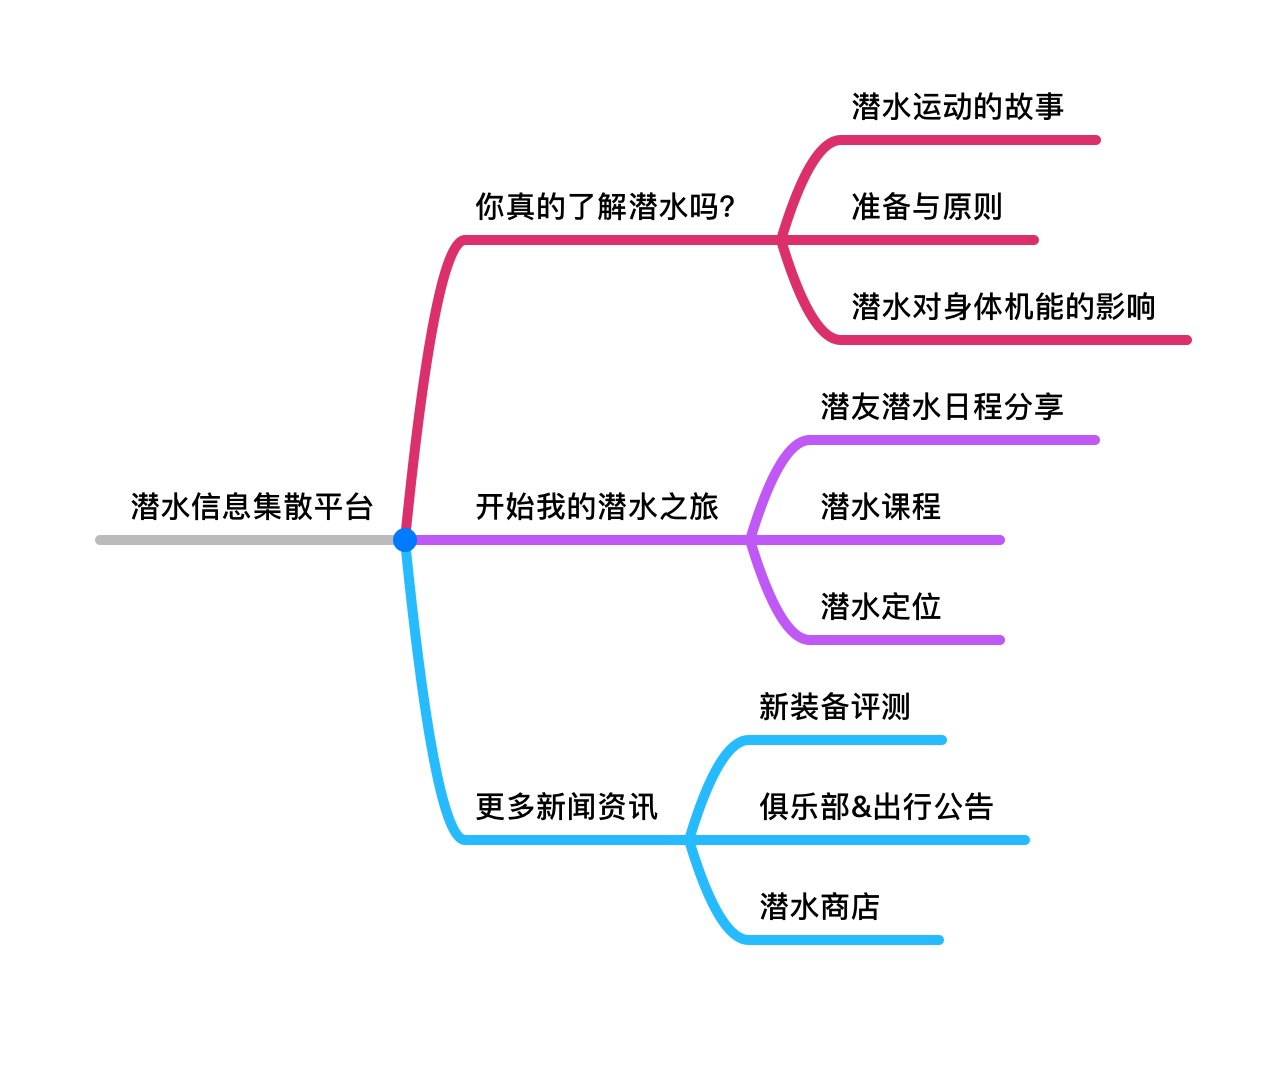 潜水信息集散平台
你真的了解潜水吗?
潜水运动的故事
准备与原则
潜水对身体机能的影响
开始我的潜水之旅
潜友潜水日程分享
潜水课程
潜水定位
更多新闻资讯
新装备评测
俱乐部&出行公告
潜水商店